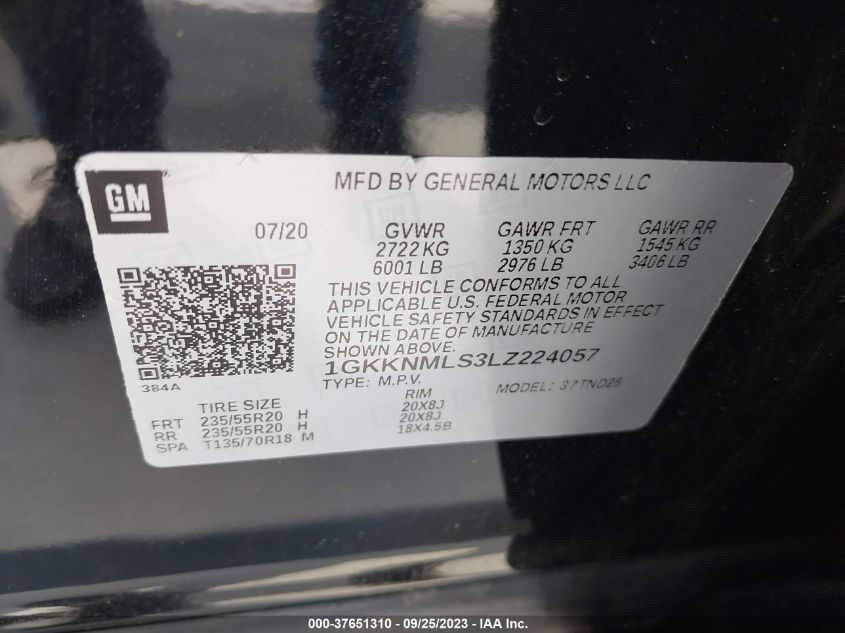 GM
MFD BY GENERAL MOTORS LLC
07/20 GVWR GAWR FRT GAWR RR
2722 KG 1350 KG 1545 KG
6001 LB 2976 LB 3406 LB
THIS VEHICLE CONFORMS TO ALL
APPLICABLE U.S. FEDERAL MOTOR
VEHICLE SAFETY STANDARDS IN EFFECT
ON THE DATE OF MANUFACTURE
SHOWN ABOVE.
1GKKNMLS3LZ224057
384A
TYPE: M.P.V. MODEL: 37TND26
TIRE SIZE RIM
FRT 235/55R20 H 20X8J
RR 235/55R20 H 20X8J
SPA T135/70R18 M 18X4.5B
000-37651310 - 09/25/2023 - IAA Inc.